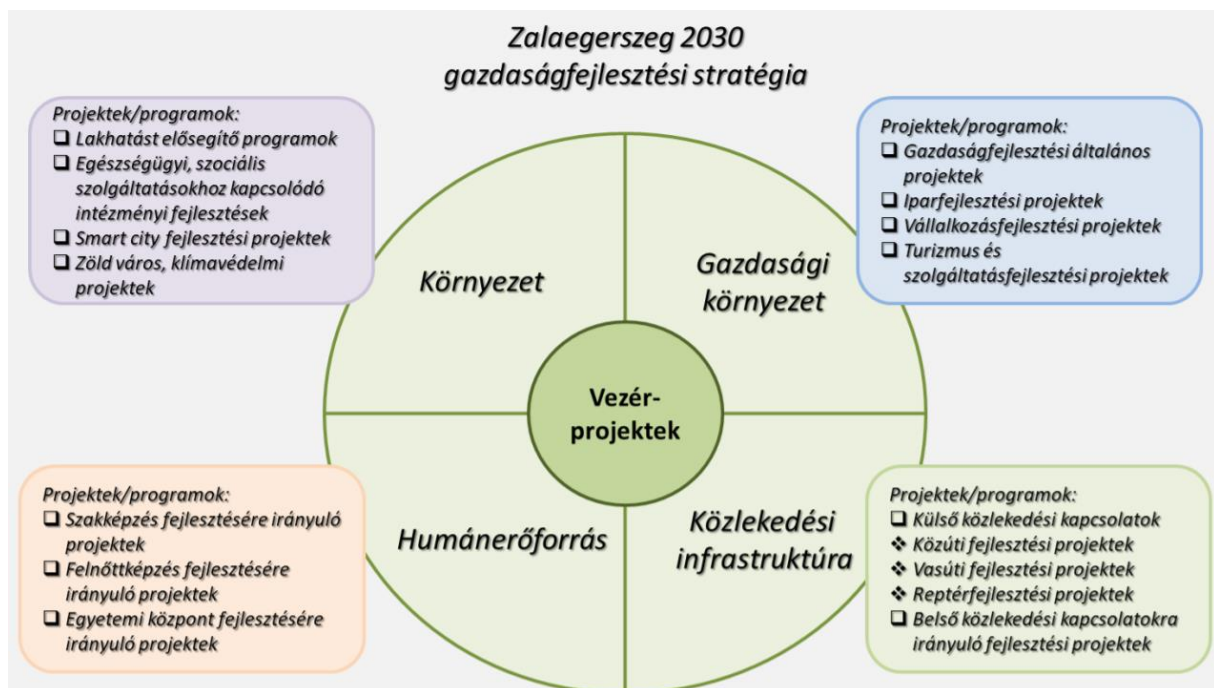 Zalaegerszeg 2030
gazdaságfejlesztési stratégia
Projektek/programok:
❑ Lakhatást elősegítő programok
❑ Egészségügyi, szociális
szolgáltatásokhoz kapcsolódó
intézményi fejlesztések
❑ Smart city fejlesztési projektek
❑ Zöld város, klímavédelmi
projektek
Projektek/programok:
❑ Gazdaságfejlesztési általános
projektek
❑ Iparfejlesztési projektek
❑ Vállalkozásfejlesztési projektek
❑ Turizmus és
szolgáltatásfejlesztési projektek
Környezet
Gazdasági
környezet
Vezér-
projektek
Humánerőforrás
Közlekedési
infrastruktúra
Projektek/programok:
❑ Szakképzés fejlesztésére irányuló
projektek
❑ Felnőttképzés fejlesztésére
irányuló projektek
❑ Egyetemi központ fejlesztésére
irányuló projektek
Projektek/programok:
❑ Külső közlekedési kapcsolatok
❖ Közúti fejlesztési projektek
❖ Vasúti fejlesztési projektek
❖ Reptérfejlesztési projektek
❑ Belső közlekedési kapcsolatokra
irányuló fejlesztési projektek